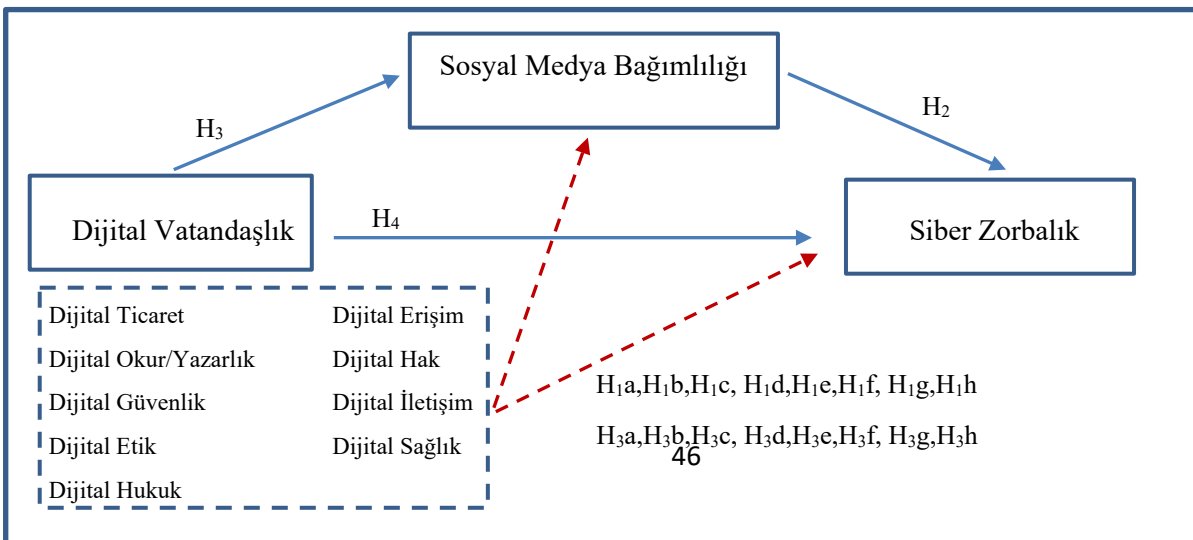 Sosyal Medya Bağımlılığı
H₃
H₂
Dijital Vatandaşlık
H₄
Siber Zorbalık
Dijital Ticaret Dijital Erişim
Dijital Okur/Yazarlık Dijital Hak
Dijital Güvenlik Dijital İletişim
Dijital Etik Dijital Sağlık
Dijital Hukuk
H₁a,H₁b,H₁c, H₁d,H₁e,H₁f, H₁g,H₁h
H₃a,H₃b,H₃c, H₃d,H₃e,H₃f, H₃g,H₃h
46